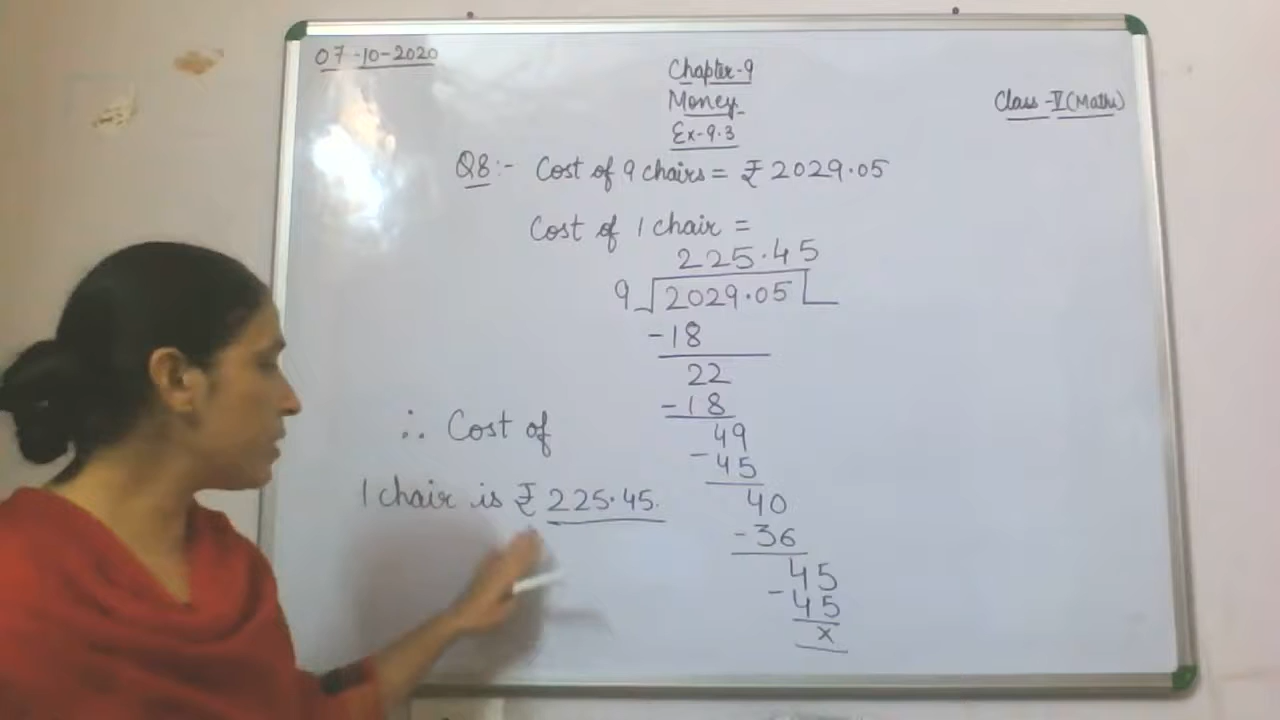 07-10-2020
Chapter-9
Money
Ex-9.3
Class-V(Maths)
Q8:- Cost of 9 chairs = ₹ 2029.05
Cost of 1 chair =
225.45
9 2029.05
-18
22
-18
49
-45
40
-36
45
-45
x
∴ Cost of
1 chair is ₹ 225.45.